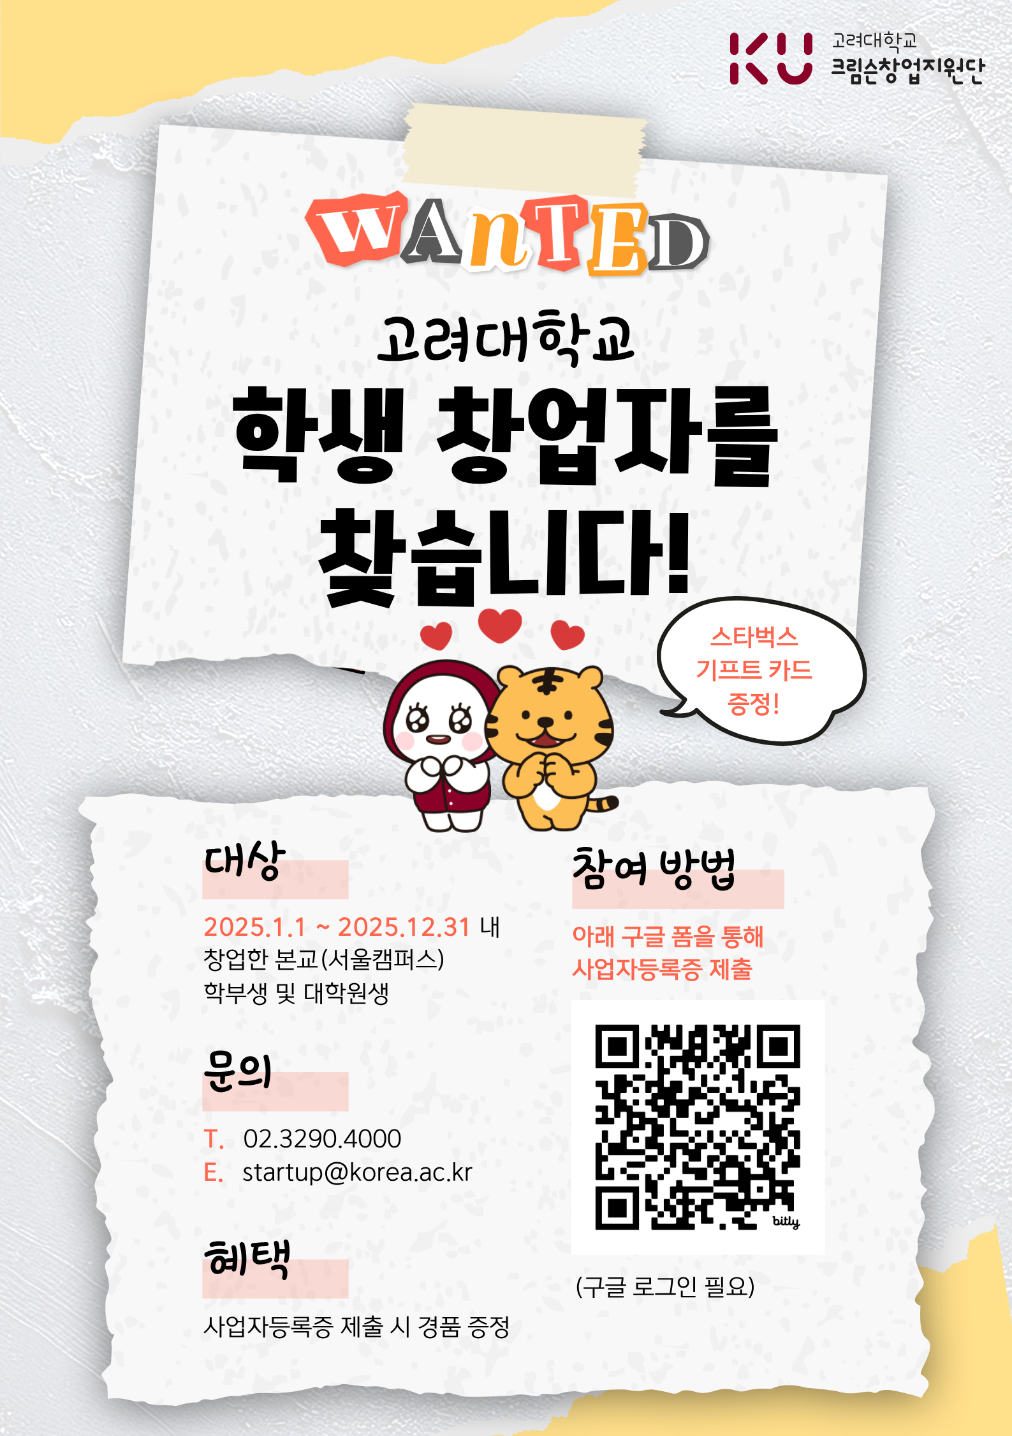 고려대학교
크림슨창업지원단
WAnTED
고려대학교
학생 창업자를
찾습니다!
스타벅스
기프트 카드
증정!
대상
2025.1.1 ~ 2025.12.31 내
창업한 본교(서울캠퍼스)
학부생 및 대학원생
문의
T. 02.3290.4000
E. startup@korea.ac.kr
혜택
사업자등록증 제출 시 경품 증정
참여 방법
아래 구글 폼을 통해
사업자등록증 제출
bitly
(구글 로그인 필요)